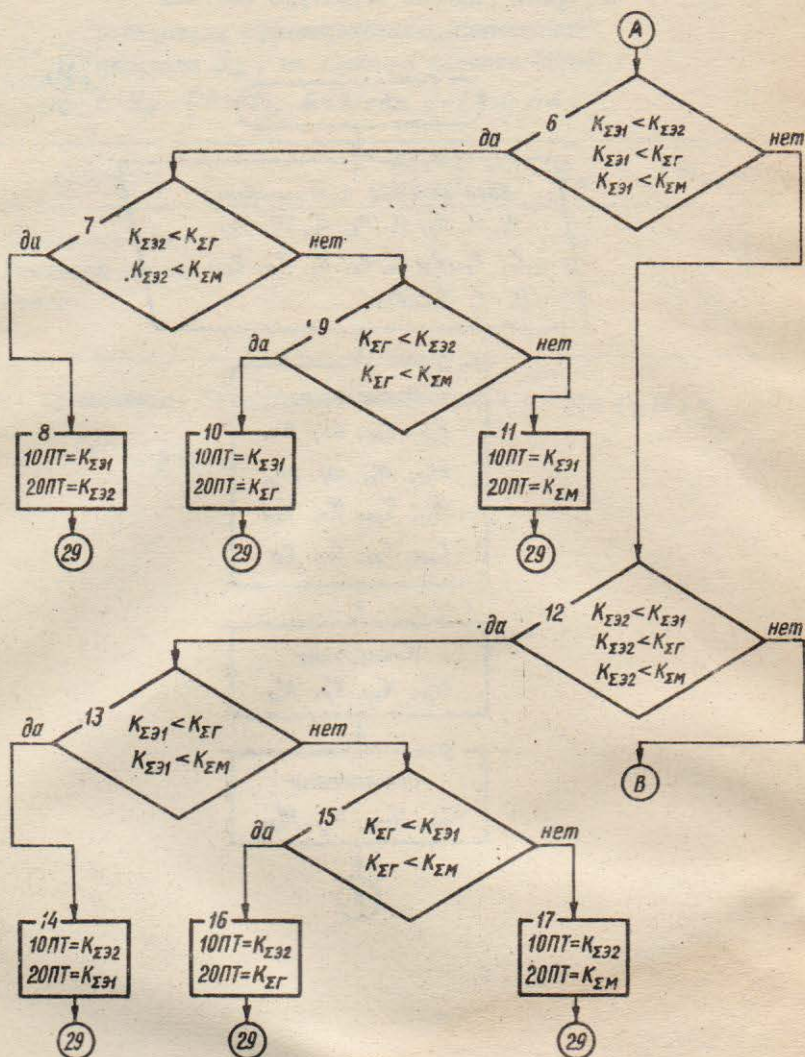 A
6
K_ΣЭ1 < K_ΣЭ2
K_ΣЭ1 < K_ΣГ
K_ΣЭ1 < K_ΣМ
да
нет
7
K_ΣЭ2 < K_ΣГ
K_ΣЭ2 < K_ΣМ
да
нет
9
K_ΣГ < K_ΣЭ2
K_ΣГ < K_ΣМ
да
нет
8
1ОПТ=K_ΣЭ1
2ОПТ=K_ΣЭ2
10
1ОПТ=K_ΣЭ1
2ОПТ=K_ΣГ
11
1ОПТ=K_ΣЭ1
2ОПТ=K_ΣМ
29
29
29
12
K_ΣЭ2 < K_ΣЭ1
K_ΣЭ2 < K_ΣГ
K_ΣЭ2 < K_ΣМ
да
нет
13
K_ΣЭ1 < K_ΣГ
K_ΣЭ1 < K_ΣМ
да
нет
В
15
K_ΣГ < K_ΣЭ1
K_ΣГ < K_ΣМ
да
нет
14
1ОПТ=K_ΣЭ2
2ОПТ=K_ΣЭ1
16
1ОПТ=K_ΣЭ2
2ОПТ=K_ΣГ
17
1ОПТ=K_ΣЭ2
2ОПТ=K_ΣМ
29
29
29